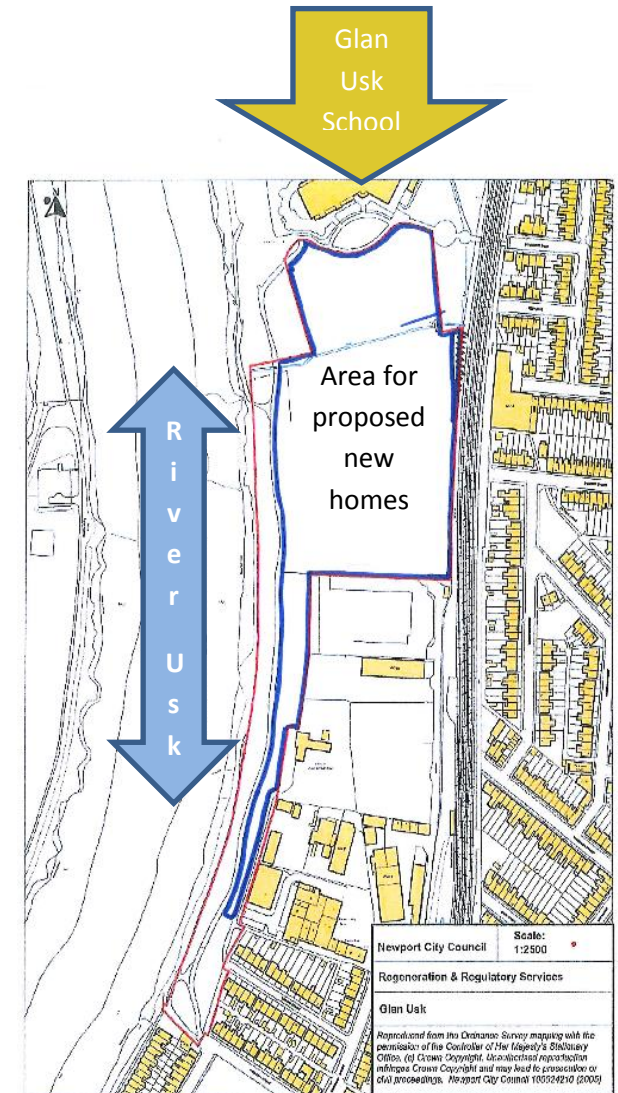 Glan
Usk
School
Area for
proposed
new
homes
River Usk
Newport City Council
Scale:
1:2500
Regeneration & Regulatory Services
Glan Usk
Reproduced from the Ordnance Survey mapping with the
permission of the Controller of Her Majesty's Stationery
Office, (c) Crown Copyright. Unauthorised reproduction
infringes Crown Copyright and may lead to prosecution or
civil proceedings. Newport City Council 100024210 (2005)